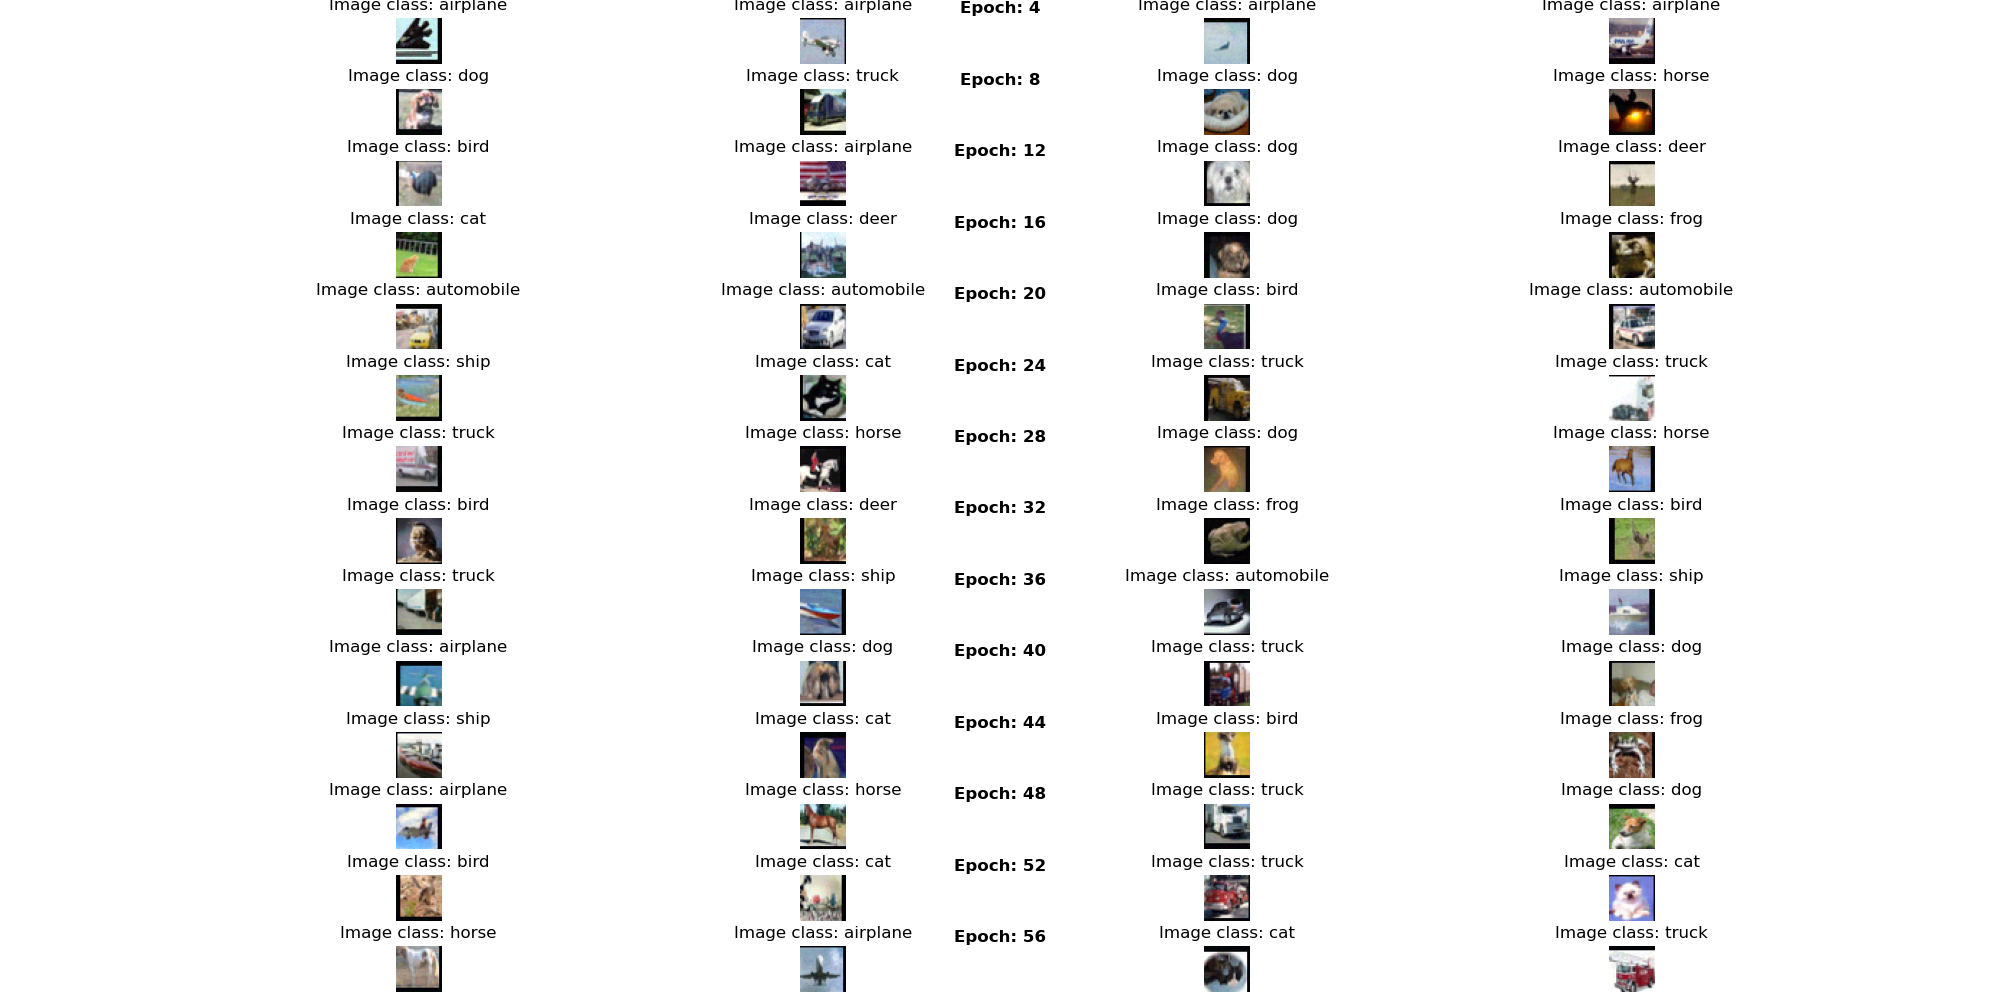 Image class: airplane Image class: airplane Epoch: 4 Image class: airplane Image class: airplane
Image class: dog Image class: truck Epoch: 8 Image class: dog Image class: horse
Image class: bird Image class: airplane Epoch: 12 Image class: dog Image class: deer
Image class: cat Image class: deer Epoch: 16 Image class: dog Image class: frog
Image class: automobile Image class: automobile Epoch: 20 Image class: bird Image class: automobile
Image class: ship Image class: cat Epoch: 24 Image class: truck Image class: truck
Image class: truck Image class: horse Epoch: 28 Image class: dog Image class: horse
Image class: bird Image class: deer Epoch: 32 Image class: frog Image class: bird
Image class: truck Image class: ship Epoch: 36 Image class: automobile Image class: ship
Image class: airplane Image class: dog Epoch: 40 Image class: truck Image class: dog
Image class: ship Image class: cat Epoch: 44 Image class: bird Image class: frog
Image class: airplane Image class: horse Epoch: 48 Image class: truck Image class: dog
Image class: bird Image class: cat Epoch: 52 Image class: truck Image class: cat
Image class: horse Image class: airplane Epoch: 56 Image class: cat Image class: truck